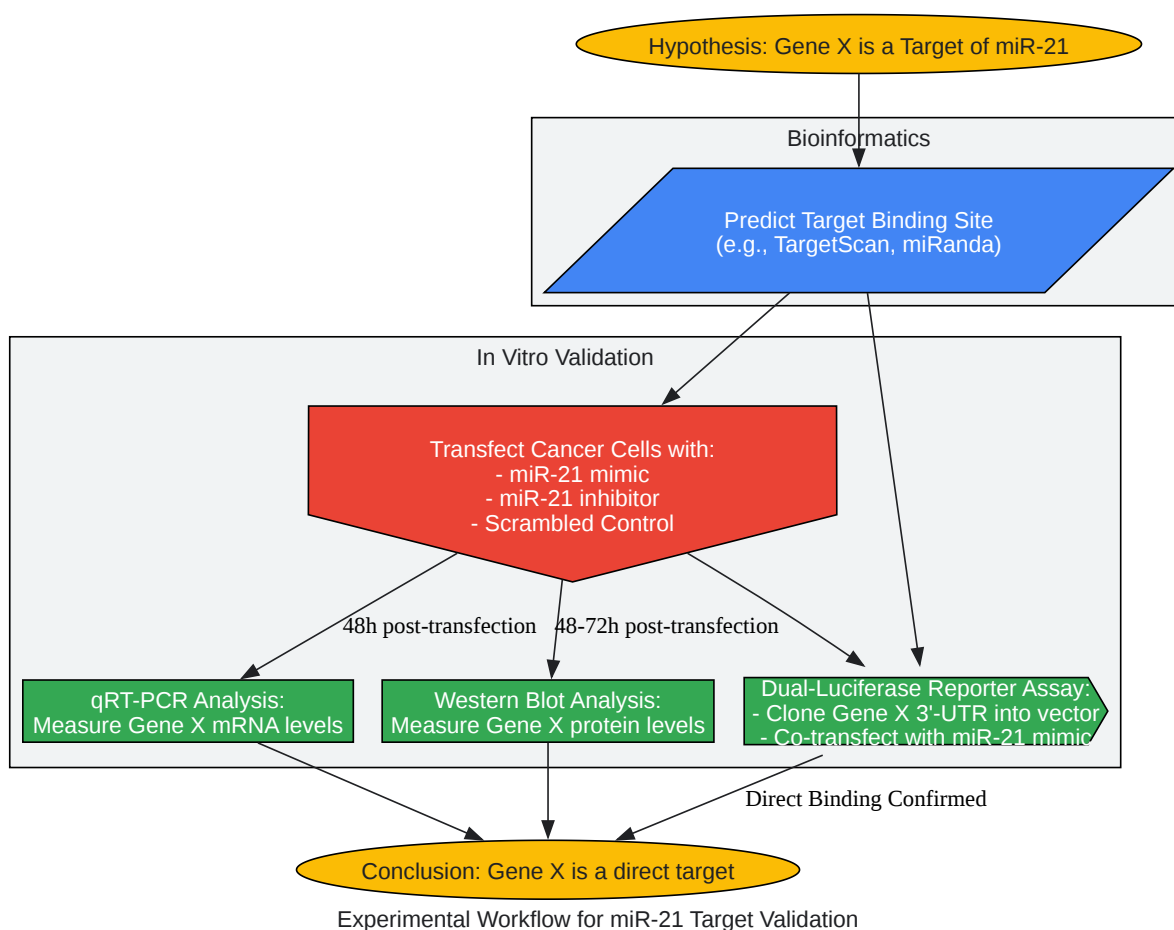 Hypothesis: Gene X is a Target of miR-21
Bioinformatics
Predict Target Binding Site
(e.g., TargetScan, miRanda)
In Vitro Validation
Transfect Cancer Cells with:
- miR-21 mimic
- miR-21 inhibitor
- Scrambled Control
48h post-transfection
48-72h post-transfection
qRT-PCR Analysis:
Measure Gene X mRNA levels
Western Blot Analysis:
Measure Gene X protein levels
Dual-Luciferase Reporter Assay:
- Clone Gene X 3'-UTR into vector
- Co-transfect with miR-21 mimic
Direct Binding Confirmed
Conclusion: Gene X is a direct target
Experimental Workflow for miR-21 Target Validation